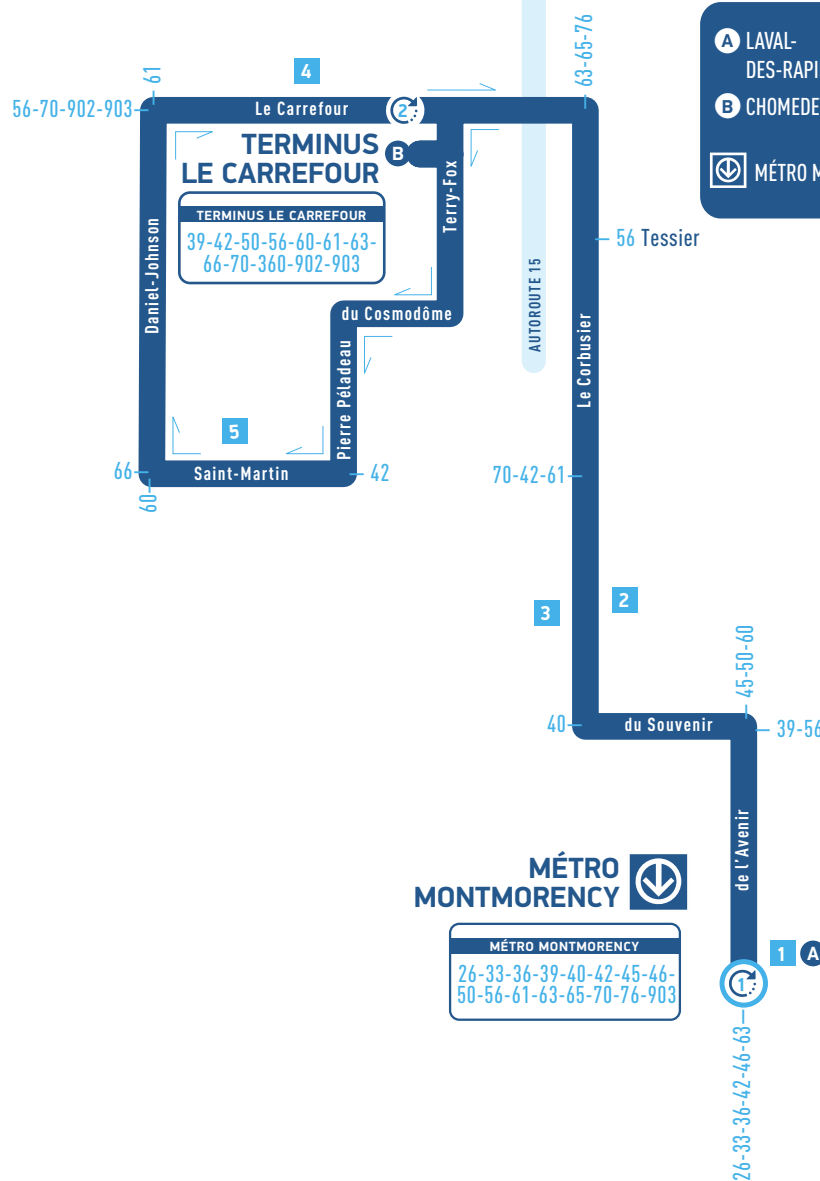 61
4
63-65-76
A LAVAL-
DES-RAPI
B CHOMEDE
MÉTRO M
56-70-902-903
Le Carrefour
2
TERMINUS
LE CARREFOUR
B
TERMINUS LE CARREFOUR
39-42-50-56-60-61-63-
66-70-360-902-903
Terry-Fox
56 Tessier
Daniel-Johnson
AUTOROUTE 15
du Cosmodôme
Le Corbusier
Pierre Péladeau
5
66
Saint-Martin
42
60
70-42-61
3
2
45-50-60
40
du Souvenir
39-56
de l'Avenir
MÉTRO
MONTMORENCY
MÉTRO MONTMORENCY
26-33-36-39-40-42-45-46-
50-56-61-63-65-70-76-903
1 A
1
26-33-36-42-46-63